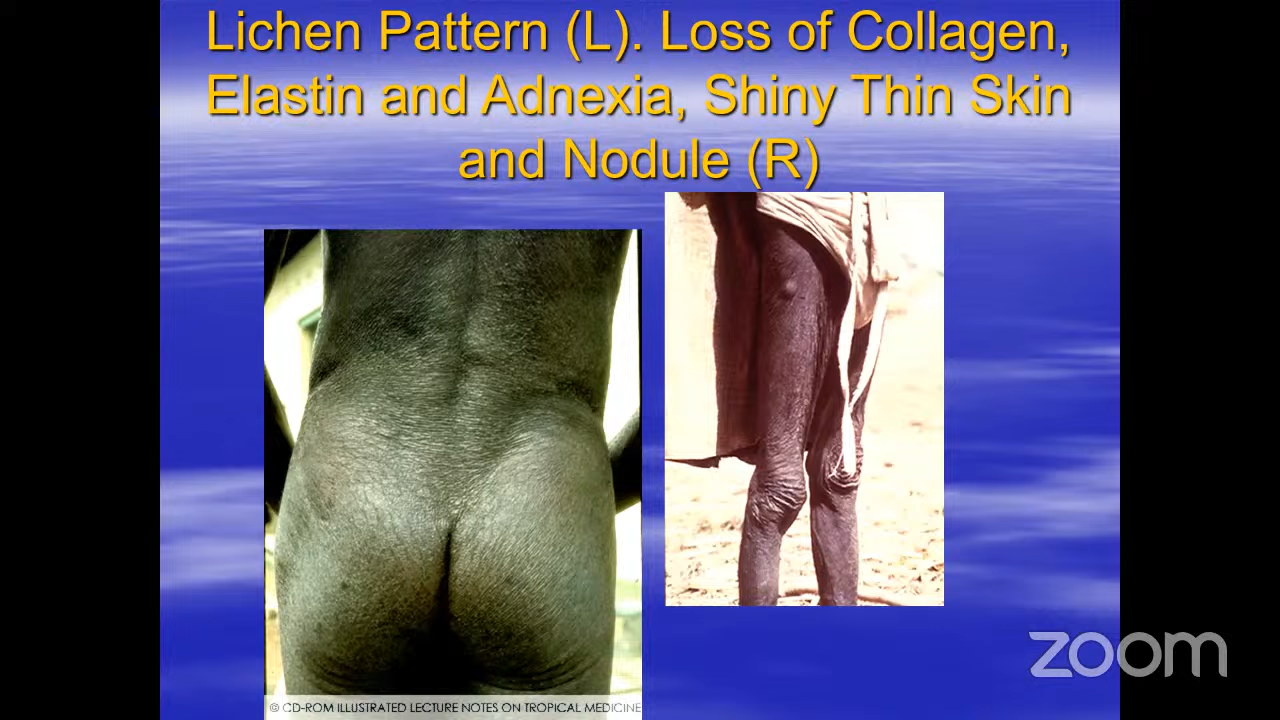 Lichen Pattern (L). Loss of Collagen,
Elastin and Adnexia, Shiny Thin Skin
and Nodule (R)
© CD-ROM ILLUSTRATED LECTURE NOTES ON TROPICAL MEDICINE
zoom